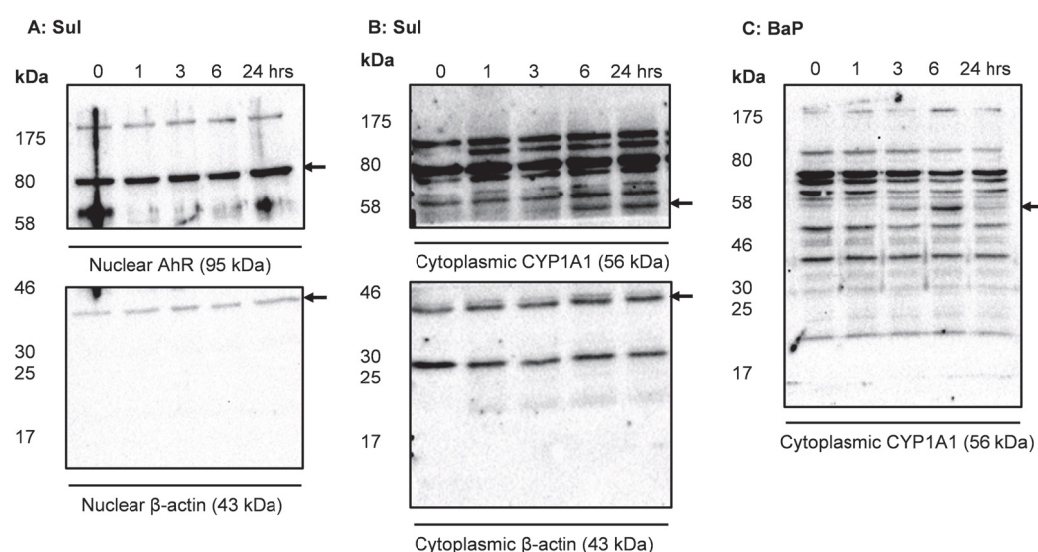 A: Sul
kDa
0 1 3 6 24 hrs
175
80
58
Nuclear AhR (95 kDa)
46
30
25
17
Nuclear β-actin (43 kDa)
B: Sul
kDa
0 1 3 6 24 hrs
175
80
58
Cytoplasmic CYP1A1 (56 kDa)
46
30
25
17
Cytoplasmic β-actin (43 kDa)
C: BaP
kDa
0 1 3 6 24 hrs
175
80
58
46
30
25
17
Cytoplasmic CYP1A1 (56 kDa)